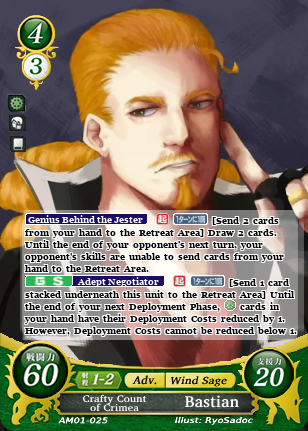 4
3
Genius Behind the Jester 起 1ターンに1回 [Send 2 cards
from your hand to the Retreat Area] Draw 2 cards.
Until the end of your opponent's next turn, your
opponent's skills are unable to send cards from your
hand to the Retreat Area.
G S Adept Negotiator 起 1ターンに1回 [Send 1 card
stacked underneath this unit to the Retreat Area] Until
the end of your next Deployment Phase, cards in
your hand have their Deployment Costs reduced by 1.
However, Deployment Costs cannot be reduced below 1.
戦闘力
60
射程 1-2
Adv.
Wind Sage
支援力
20
Crafty Count
of Crimea
Bastian
AM01-025
Illust: RyoSadoc